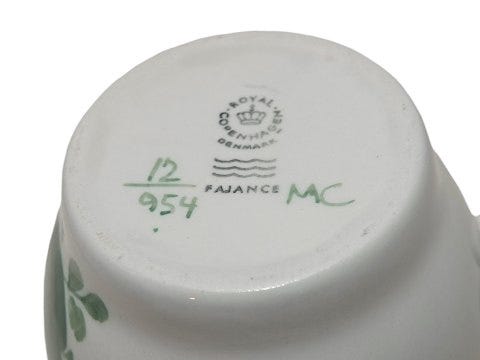 ROYAL
COPENHAGEN
DENMARK
12
954
FAJANCE
MC